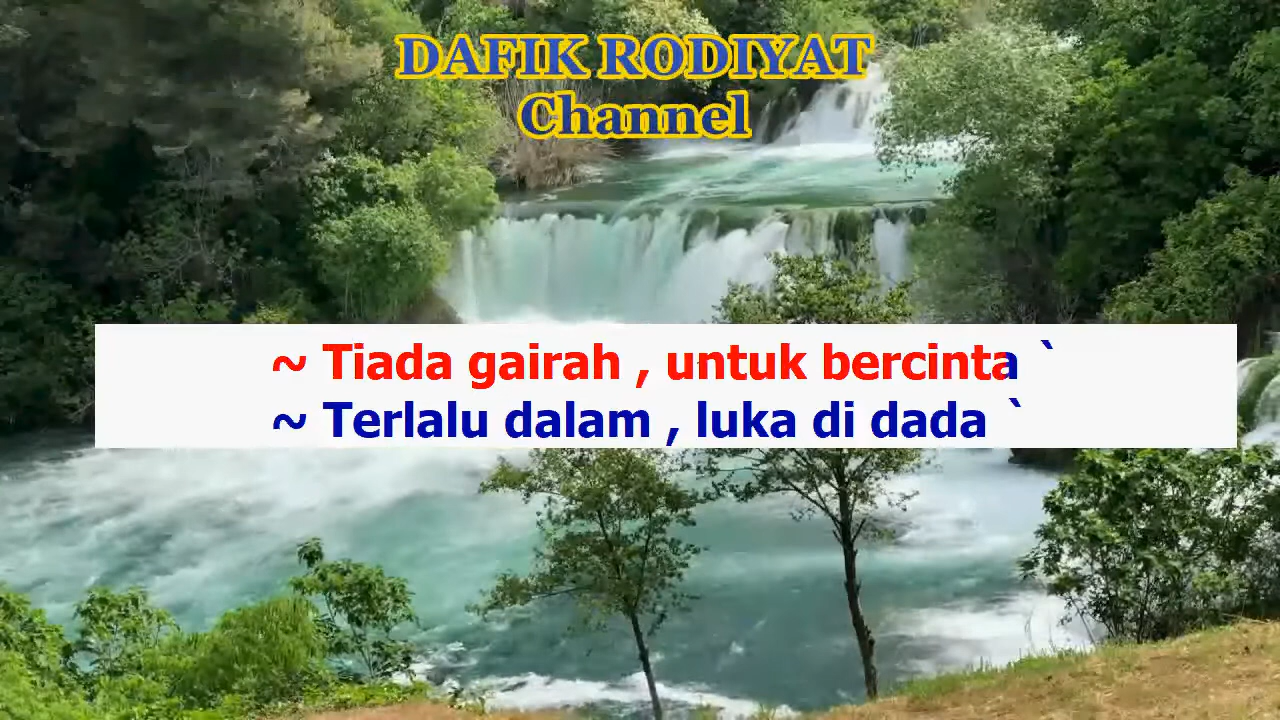 DAFIK RODIYAT
Channel
~ Tiada gairah , untuk bercinta `
~ Terlalu dalam , luka di dada `